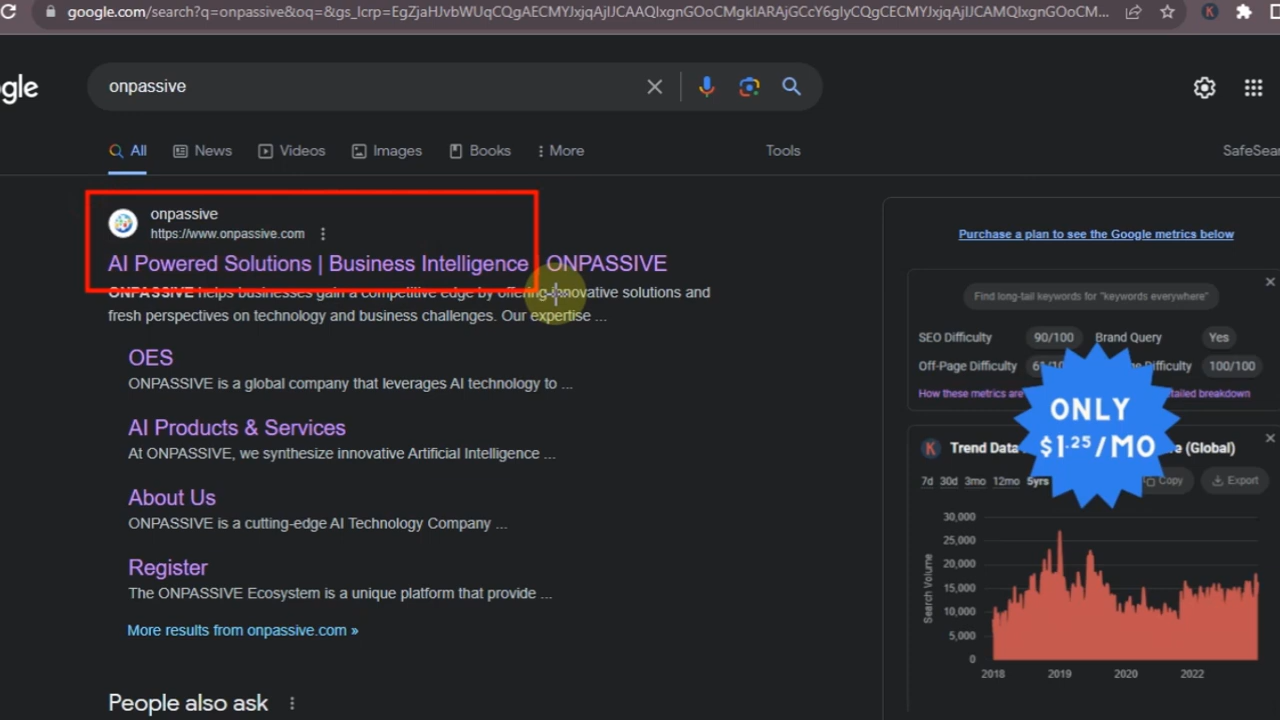 google.com/search?q=onpassive&oq=&gs_lcrp=EgZjaHJvbWUqCQgAECMYJxjqAjIJCAAQIxgnGOoCMgkIARAjGCcY6gIyCQgCECMYJxjqAjIJCAMQIxgnGOoCM...
gle
onpassive
All
News
Videos
Images
Books
More
Tools
SafeSear
onpassive
https://www.onpassive.com
AI Powered Solutions | Business Intelligence ONPASSIVE
ONPASSIVE helps businesses gain a competitive edge by offering innovative solutions and
fresh perspectives on technology and business challenges. Our expertise ...
OES
ONPASSIVE is a global company that leverages AI technology to ...
AI Products & Services
At ONPASSIVE, we synthesize innovative Artificial Intelligence ...
About Us
ONPASSIVE is a cutting-edge AI Technology Company ...
Register
The ONPASSIVE Ecosystem is a unique platform that provide ...
More results from onpassive.com »
People also ask
Purchase a plan to see the Google metrics below
Find long-tail keywords for "keywords everywhere"
SEO Difficulty 90/100 Brand Query Yes
Off-Page Difficulty Difficulty 100/100
How these metrics are tailed breakdown
ONLY
$1.25/MO
K Trend Data (Global)
7d 30d 3mo 12mo 5yrs Copy Export
Search Volume
30,000
25,000
20,000
15,000
10,000
5,000
0
2018 2019 2020 2022